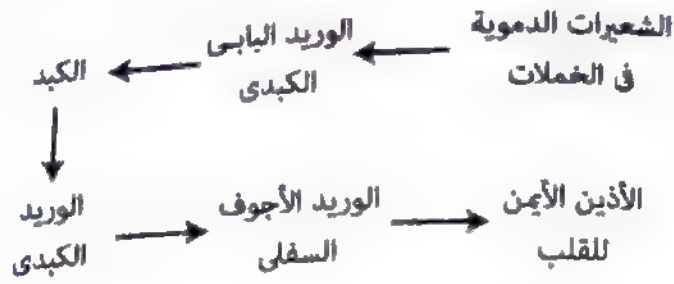 الشعيرات الدموية
فى الخملات
الوريد البابى
الكبدى
الكبد
الوريد
الكبدى
الوريد الأجوف
السفلى
الأذين الأيمن
للقلب